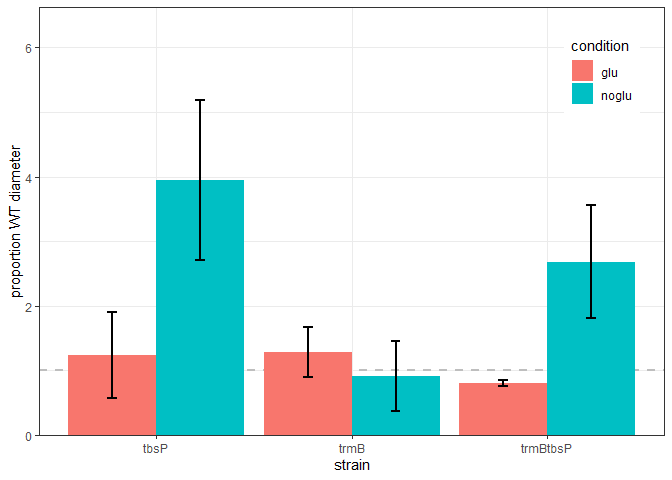 6
4
2
0
proportion WT diameter
condition
glu
noglu
tbsP
trmB
trmBtbsP
strain